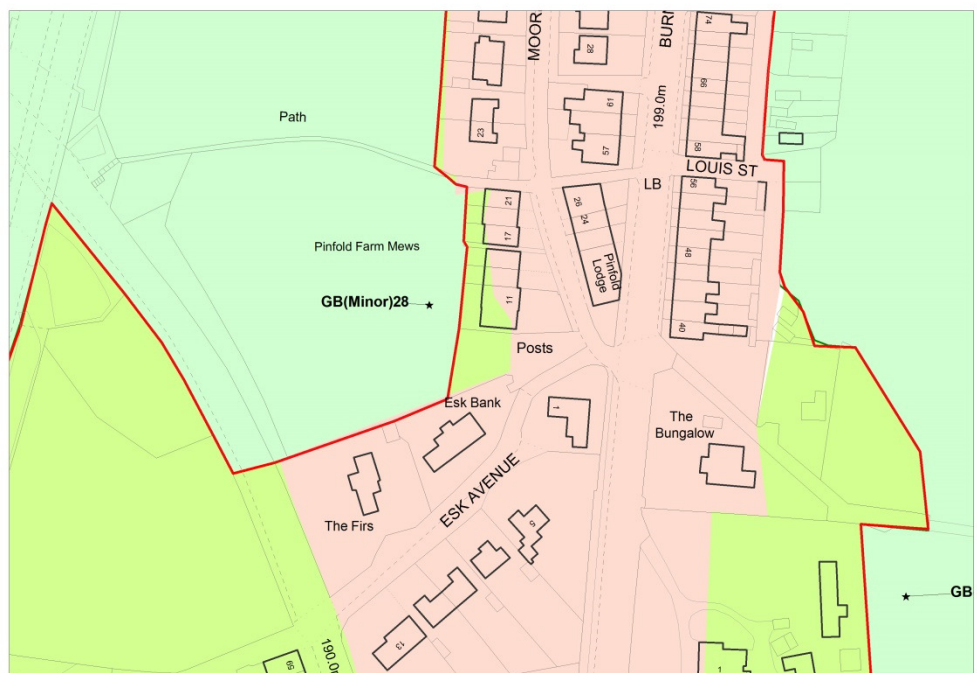 MOOR
BURN
74
28
66
199.0m
61
57
58
23
Path
LOUIS ST
LB
56
21
26
24
17
48
Pinfold
Lodge
Pinfold Farm Mews
GB(Minor)28
11
40
Posts
Esk Bank
1
The
Bungalow
ESK AVENUE
The Firs
5
GB
13
190.0m
59
1